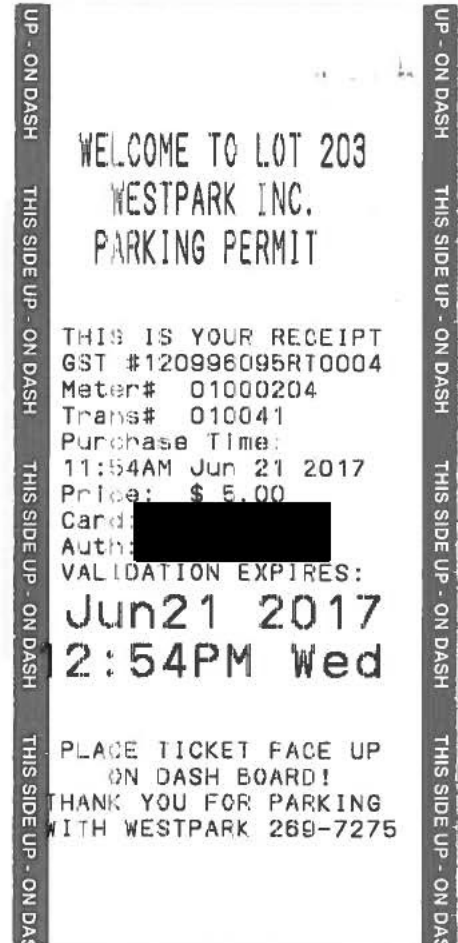 WELCOME TO LOT 203
WESTPARK INC.
PARKING PERMIT
THIS IS YOUR RECEIPT
GST #120996095RT0004
Meter# 01000204
Trans# 010041
Purchase Time:
11:54AM Jun 21 2017
Price: $ 5.00
Card:
Auth:
VALIDATION EXPIRES:
Jun21 2017
12:54PM Wed
PLACE TICKET FACE UP
ON DASH BOARD!
THANK YOU FOR PARKING
WITH WESTPARK 269-7275
UP - ON DASH THIS SIDE UP - ON DASH THIS SIDE UP - ON DASH THIS SIDE UP - ON DAS
UP - ON DASH THIS SIDE UP - ON DASH THIS SIDE UP - ON DASH THIS SIDE UP - ON DAS